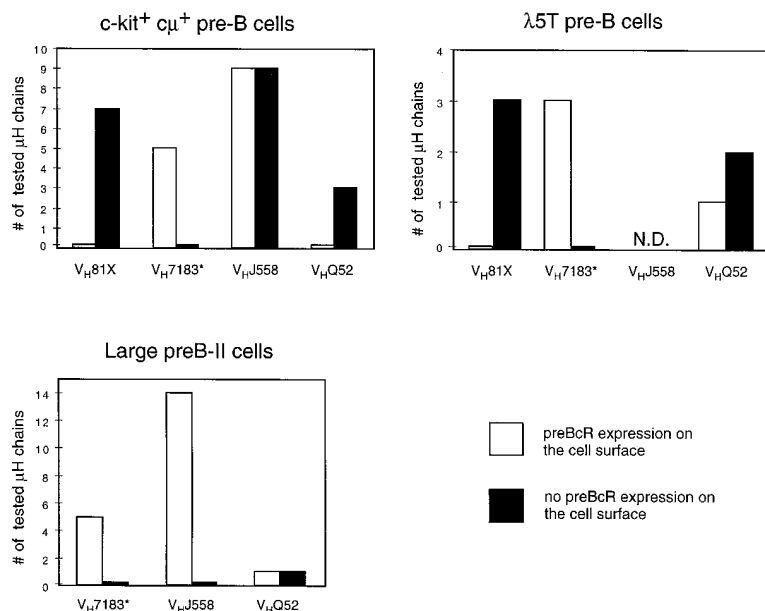 c-kit⁺ cμ⁺ pre-B cells
# of tested μH chains
10
9
8
7
6
5
4
3
2
1
0
V_H81X V_H7183* V_HJ558 V_HQ52
λ5T pre-B cells
# of tested μH chains
4
3
2
1
0
N.D.
V_H81X V_H7183* V_HJ558 V_HQ52
Large preB-II cells
# of tested μH chains
14
12
10
8
6
4
2
0
V_H7183* V_HJ558 V_HQ52
preBcR expression on
the cell surface
no preBcR expression on
the cell surface